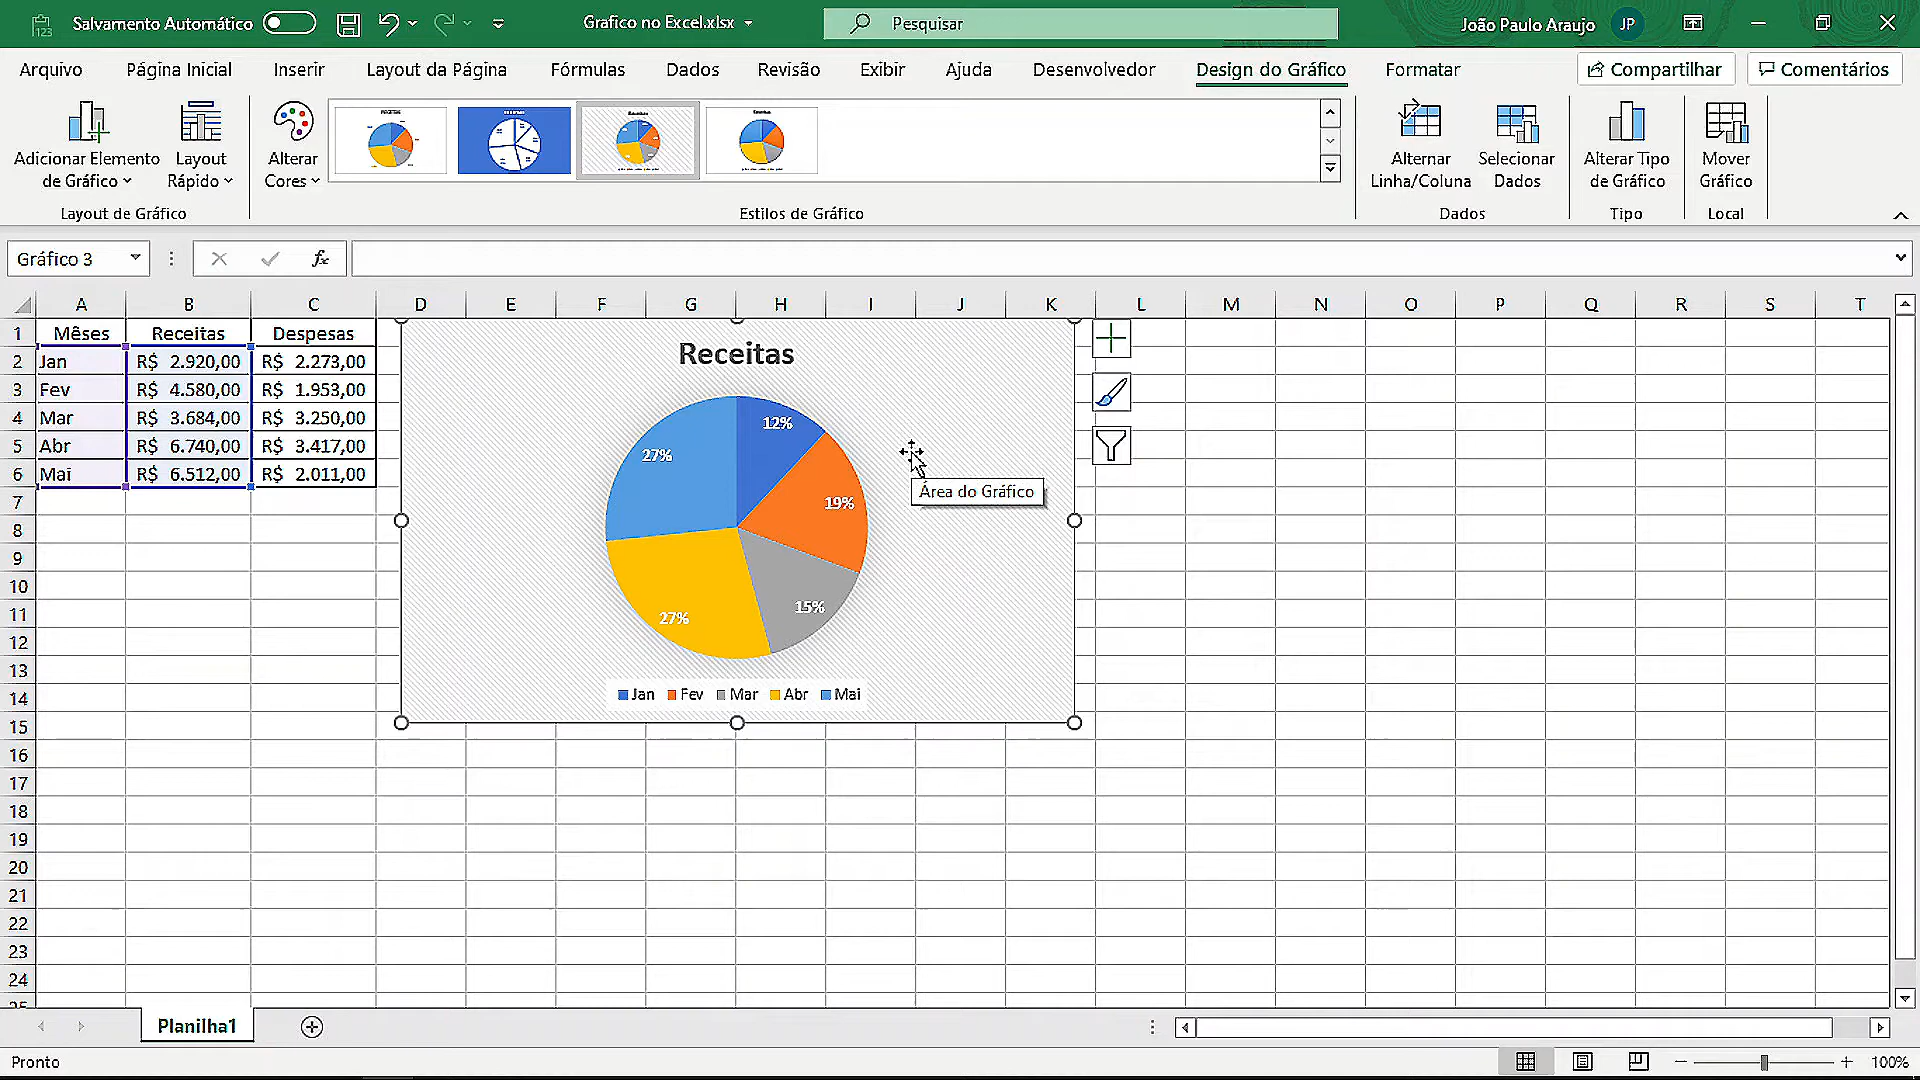 Salvamento Automático
Grafico no Excel.xlsx
Pesquisar
João Paulo Araujo
JP
Arquivo
Página Inicial
Inserir
Layout da Página
Fórmulas
Dados
Revisão
Exibir
Ajuda
Desenvolvedor
Design do Gráfico
Formatar
Compartilhar
Comentários
Adicionar Elemento
de Gráfico
Layout
Rápido
Alterar
Cores
Alternar
Linha/Coluna
Selecionar
Dados
Alterar Tipo
de Gráfico
Mover
Gráfico
Layout de Gráfico
Estilos de Gráfico
Dados
Tipo
Local
Gráfico 3
fx
A B C D E F G H I J K L M N O P Q R S T
1 Mêses Receitas Despesas
2 Jan R$ 2.920,00 R$ 2.273,00
3 Fev R$ 4.580,00 R$ 1.953,00
4 Mar R$ 3.684,00 R$ 3.250,00
5 Abr R$ 6.740,00 R$ 3.417,00
6 Mai R$ 6.512,00 R$ 2.011,00
7
8
9
10
11
12
13
14
15
16
17
18
19
20
21
22
23
24
25
Receitas
12%
27%
19%
Área do Gráfico
15%
27%
Jan Fev Mar Abr Mai
Planilha1
Pronto
100%